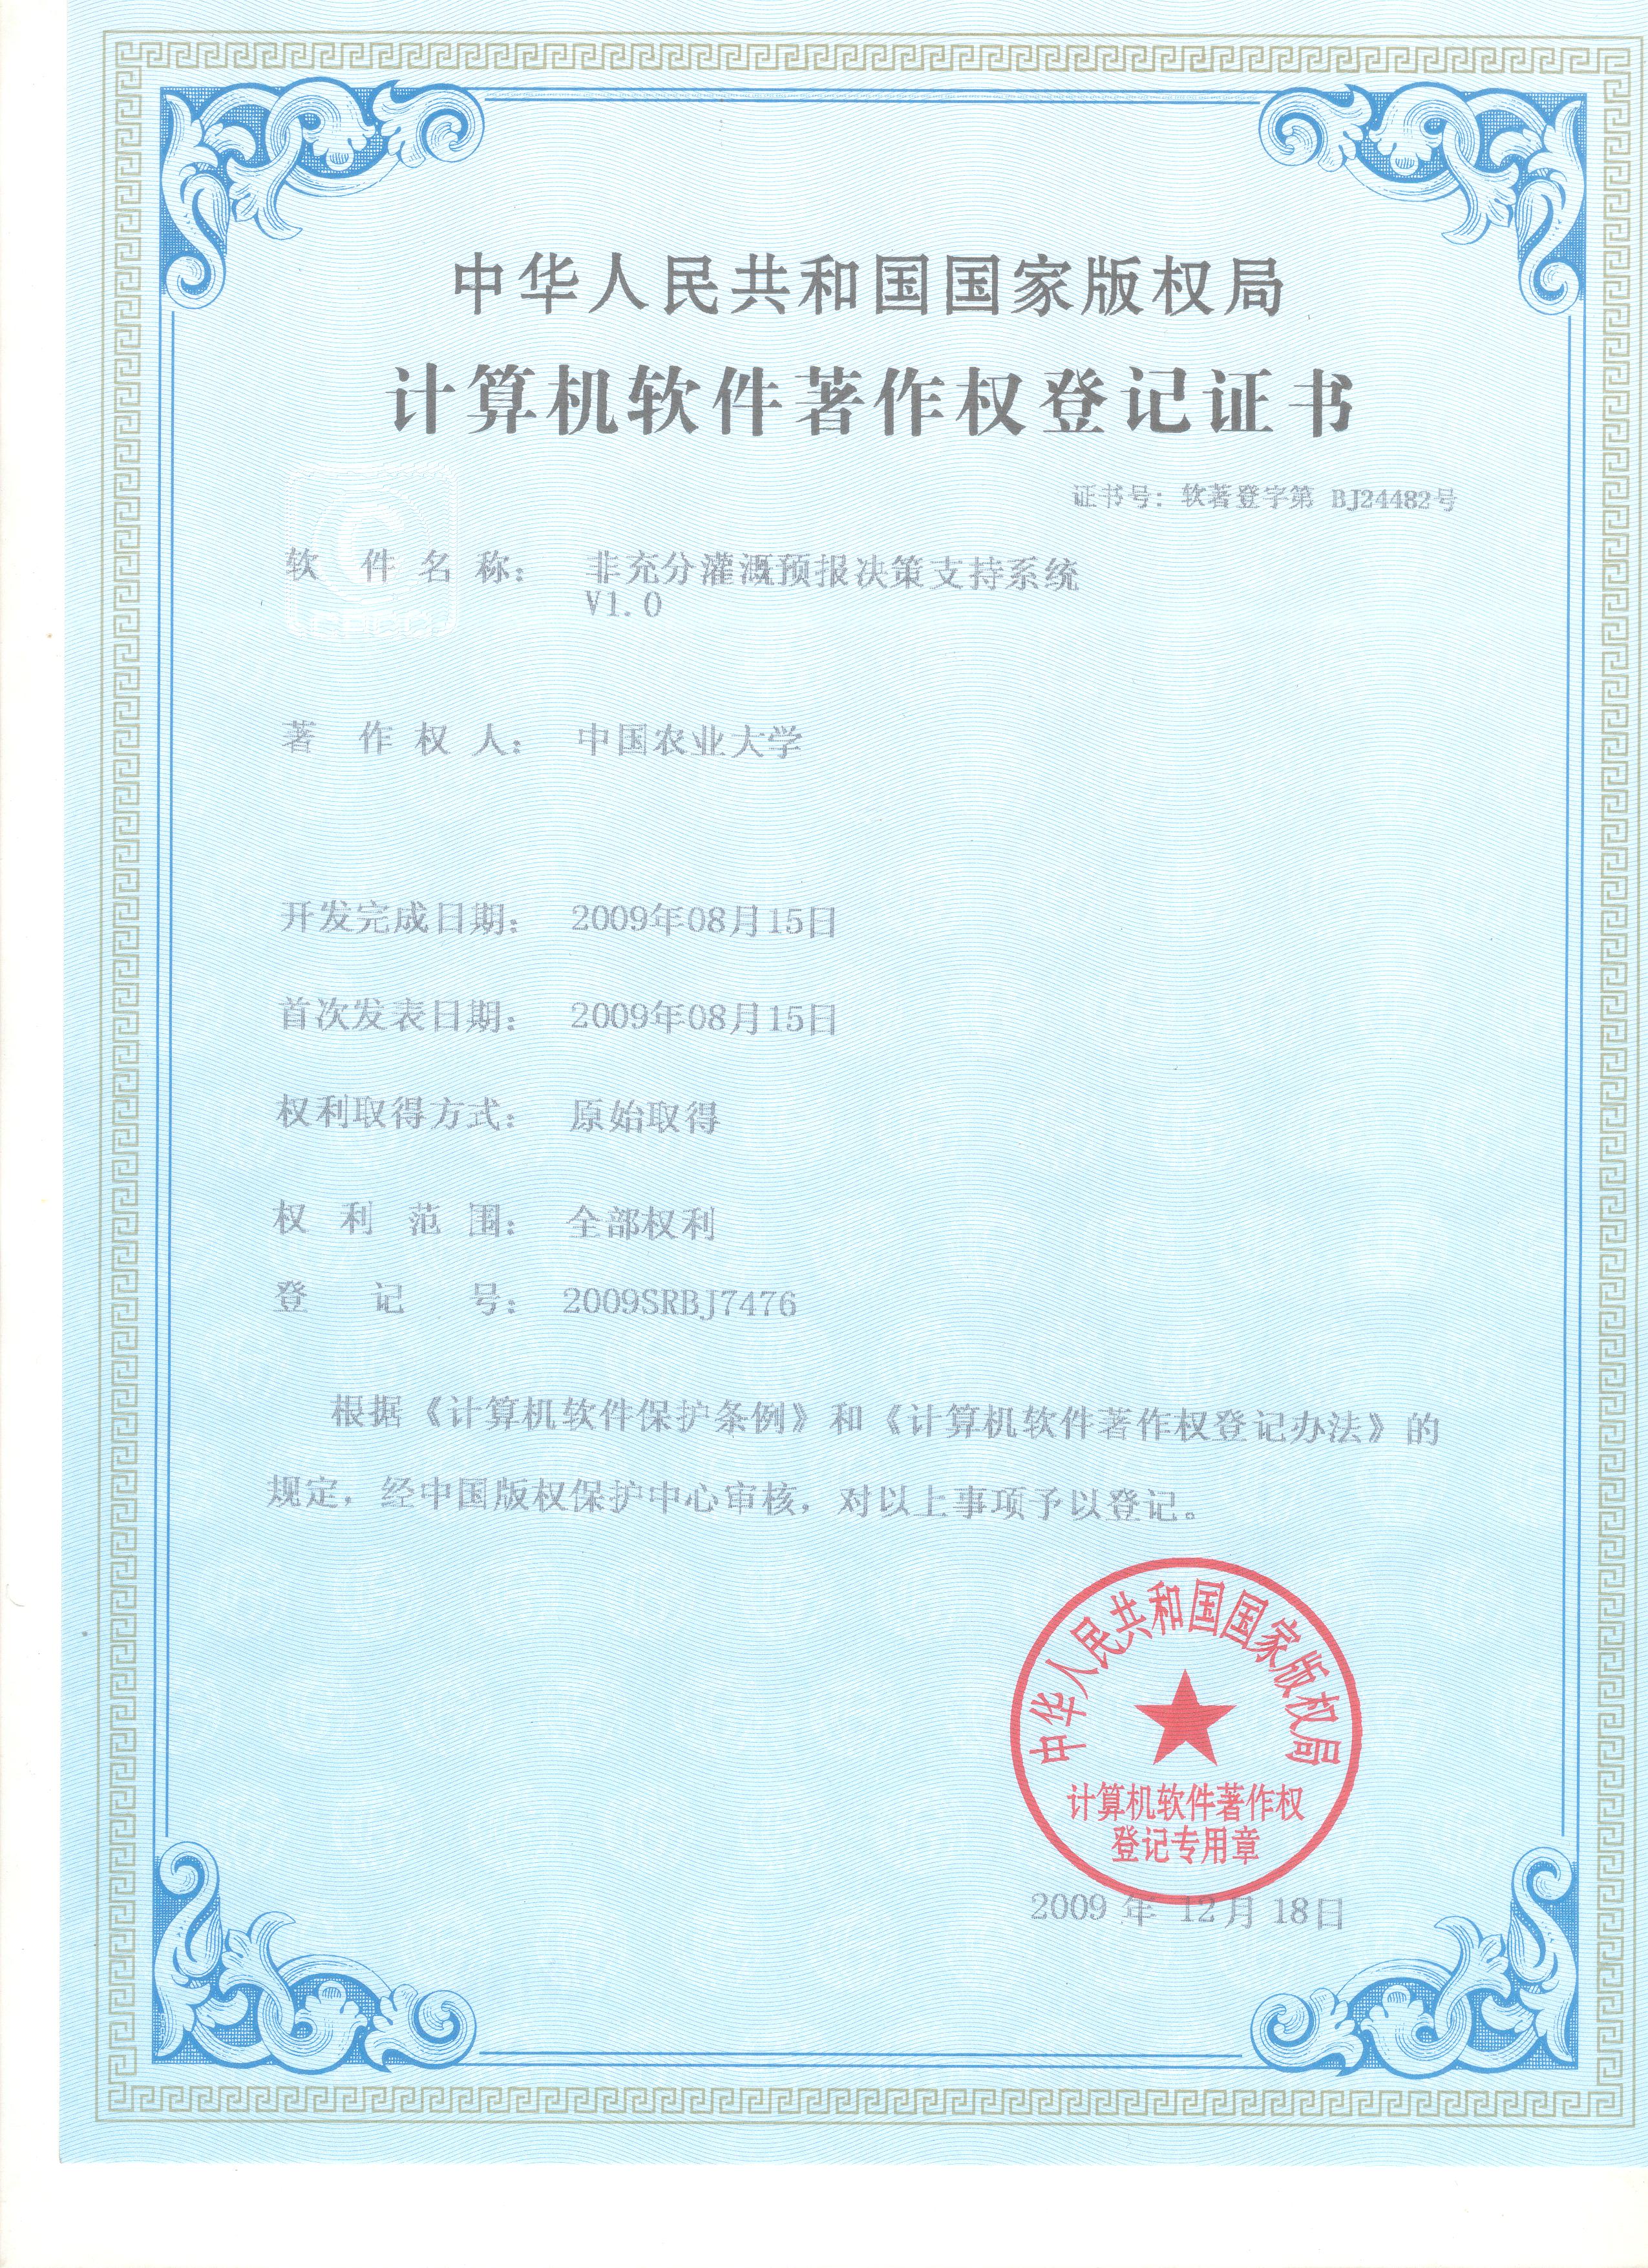 中华人民共和国国家版权局
计算机软件著作权登记证书
证书号：软著登字第 BJ24482号
软件名称： 非充分灌溉预报决策支持系统
V1.0
CPCC
著作权人： 中国农业大学
开发完成日期： 2009年08月15日
首次发表日期： 2009年08月15日
权利取得方式： 原始取得
权利范围： 全部权利
登记号： 2009SRBJ7476
根据《计算机软件保护条例》和《计算机软件著作权登记办法》的
规定，经中国版权保护中心审核，对以上事项予以登记。
中华人民共和国国家版权局
计算机软件著作权
登记专用章
2009 年 12月 18日